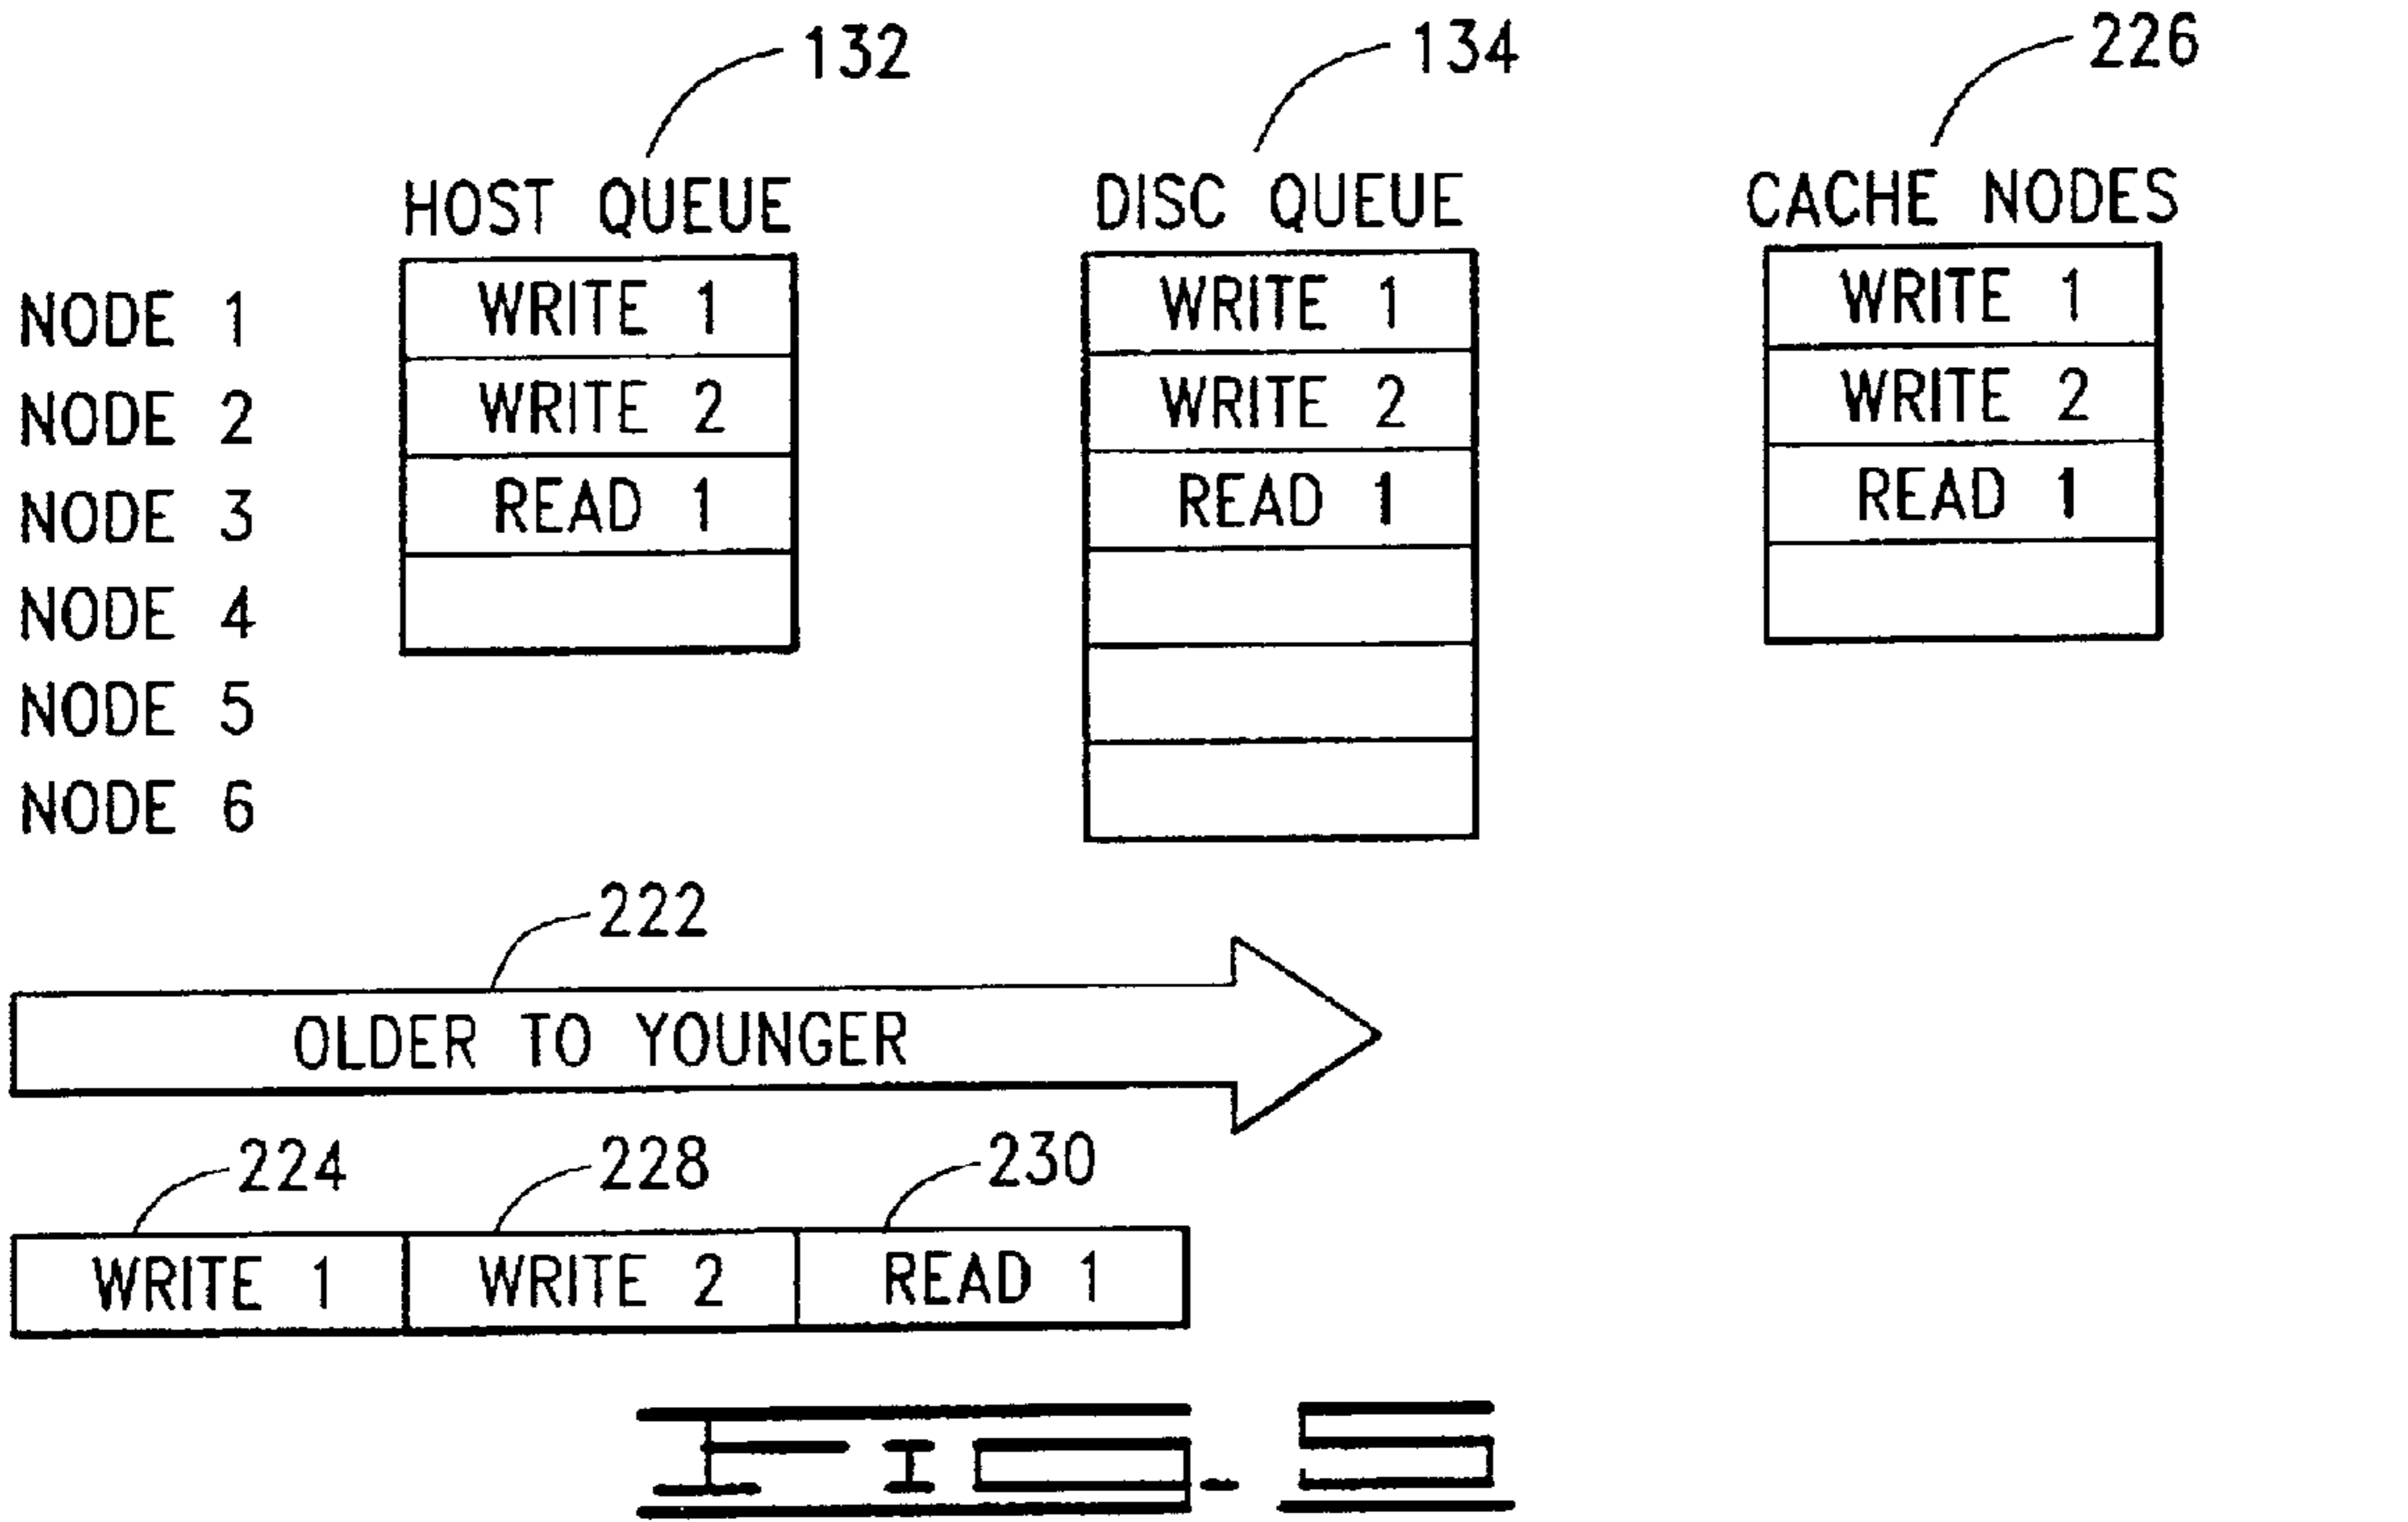 132 134 226
HOST QUEUE DISC QUEUE CACHE NODES
NODE 1 WRITE 1 WRITE 1 WRITE 1
NODE 2 WRITE 2 WRITE 2 WRITE 2
NODE 3 READ 1 READ 1 READ 1
NODE 4
NODE 5
NODE 6
222
OLDER TO YOUNGER
224 228 230
WRITE 1 WRITE 2 READ 1
FIG. 5